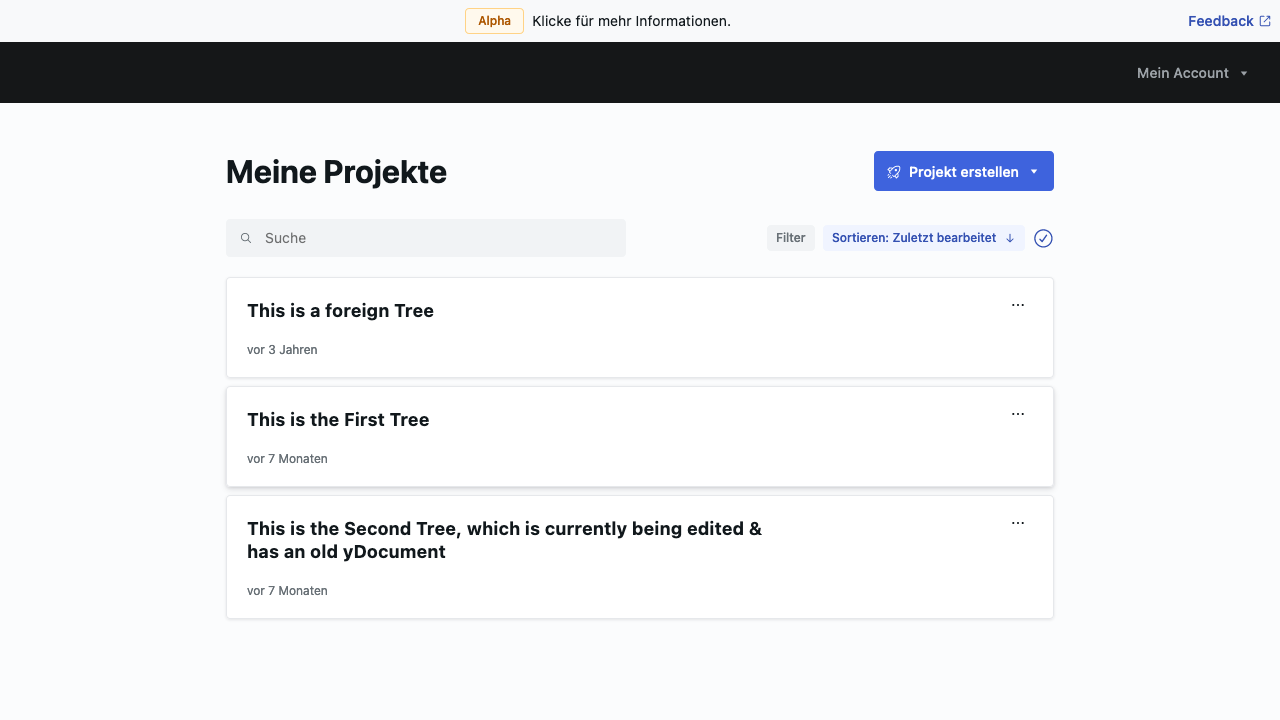 Alpha Klicke für mehr Informationen.
Feedback
Mein Account
Meine Projekte
Projekt erstellen
Suche
Filter
Sortieren: Zuletzt bearbeitet ↓
This is a foreign Tree
...
vor 3 Jahren
This is the First Tree
...
vor 7 Monaten
This is the Second Tree, which is currently being edited &
has an old yDocument
...
vor 7 Monaten